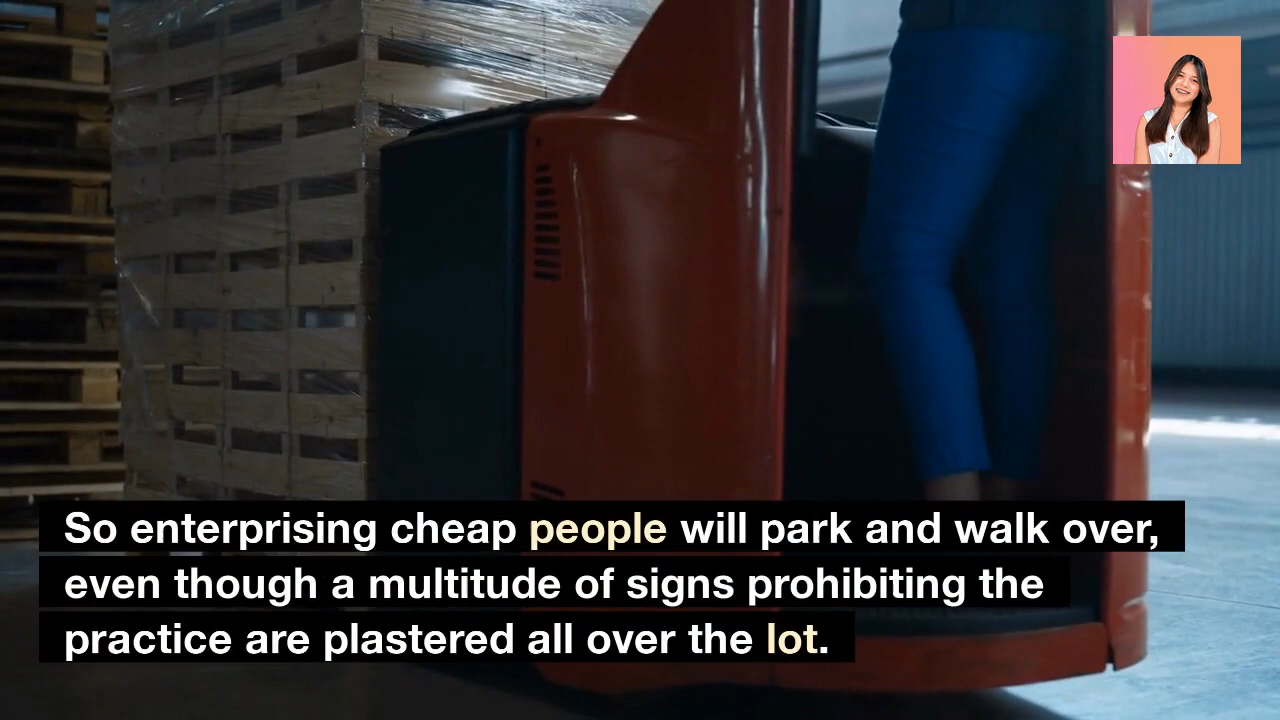 So enterprising cheap people will park and walk over,
even though a multitude of signs prohibiting the
practice are plastered all over the lot.